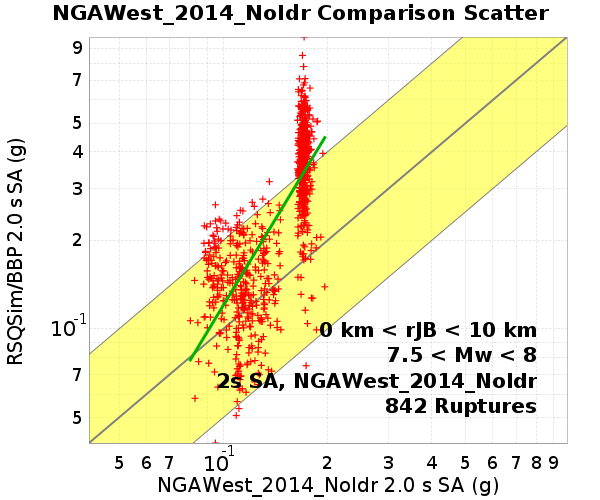 NGAWest_2014_NoIdr Comparison Scatter
RSQSim/BBP 2.0 s SA (g)
9
7
5
4
3
2
10-1
7
5
0 km < rJB < 10 km
7.5 < Mw < 8
2s SA, NGAWest_2014_NoIdr
842 Ruptures
5 6 7 10-1 2 3 4 5 6 7 8 9
NGAWest_2014_NoIdr 2.0 s SA (g)